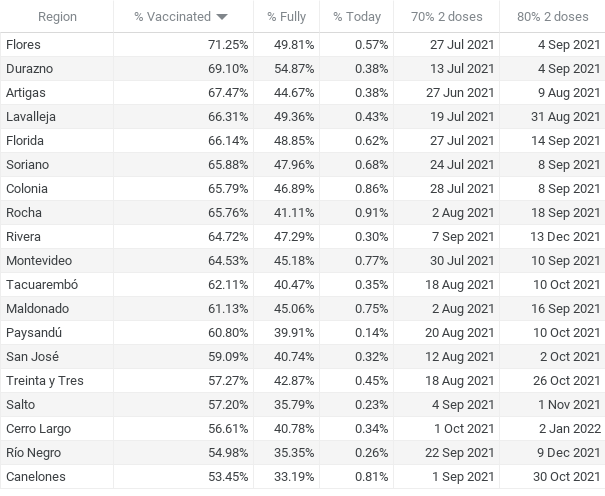 Region % Vaccinated % Fully % Today 70% 2 doses 80% 2 doses
Flores 71.25% 49.81% 0.57% 27 Jul 2021 4 Sep 2021
Durazno 69.10% 54.87% 0.38% 13 Jul 2021 4 Sep 2021
Artigas 67.47% 44.67% 0.38% 27 Jun 2021 9 Aug 2021
Lavalleja 66.31% 49.36% 0.43% 19 Jul 2021 31 Aug 2021
Florida 66.14% 48.85% 0.62% 27 Jul 2021 14 Sep 2021
Soriano 65.88% 47.96% 0.68% 24 Jul 2021 8 Sep 2021
Colonia 65.79% 46.89% 0.86% 28 Jul 2021 8 Sep 2021
Rocha 65.76% 41.11% 0.91% 2 Aug 2021 18 Sep 2021
Rivera 64.72% 47.29% 0.30% 7 Sep 2021 13 Dec 2021
Montevideo 64.53% 45.18% 0.77% 30 Jul 2021 10 Sep 2021
Tacuarembó 62.11% 40.47% 0.35% 18 Aug 2021 10 Oct 2021
Maldonado 61.13% 45.06% 0.75% 2 Aug 2021 16 Sep 2021
Paysandú 60.80% 39.91% 0.14% 20 Aug 2021 10 Oct 2021
San José 59.09% 40.74% 0.32% 12 Aug 2021 2 Oct 2021
Treinta y Tres 57.27% 42.87% 0.45% 18 Aug 2021 26 Oct 2021
Salto 57.20% 35.79% 0.23% 4 Sep 2021 1 Nov 2021
Cerro Largo 56.61% 40.78% 0.34% 1 Oct 2021 2 Jan 2022
Río Negro 54.98% 35.35% 0.26% 22 Sep 2021 9 Dec 2021
Canelones 53.45% 33.19% 0.81% 1 Sep 2021 30 Oct 2021